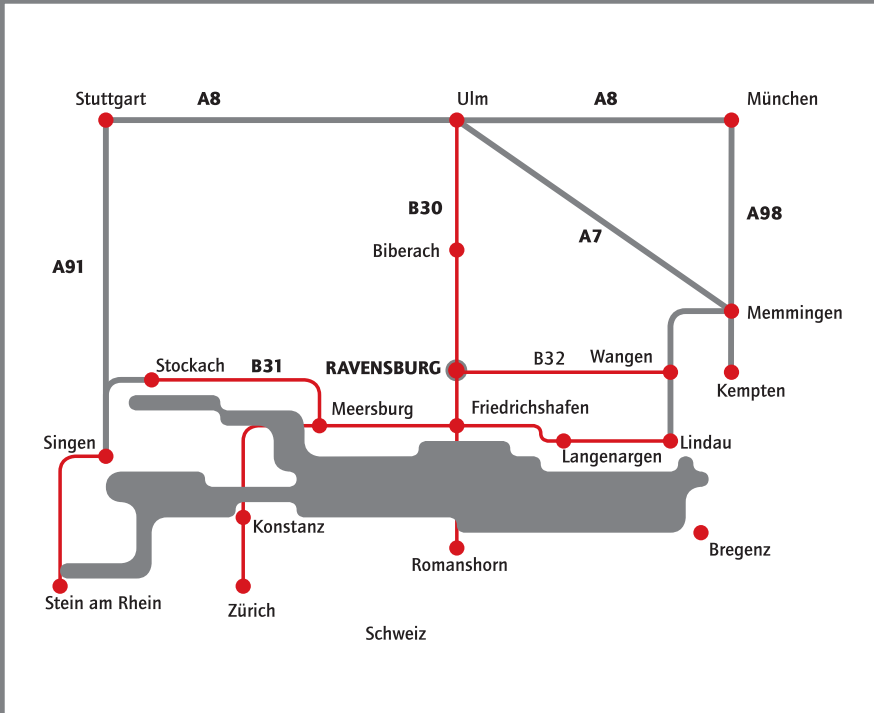 Stuttgart
A8
Ulm
A8
München
B30
A98
A7
Biberach
A91
Memmingen
Stockach
B31
RAVENSBURG
B32
Wangen
Kempten
Meersburg
Friedrichshafen
Singen
Lindau
Langenargen
Konstanz
Bregenz
Romanshorn
Stein am Rhein
Zürich
Schweiz